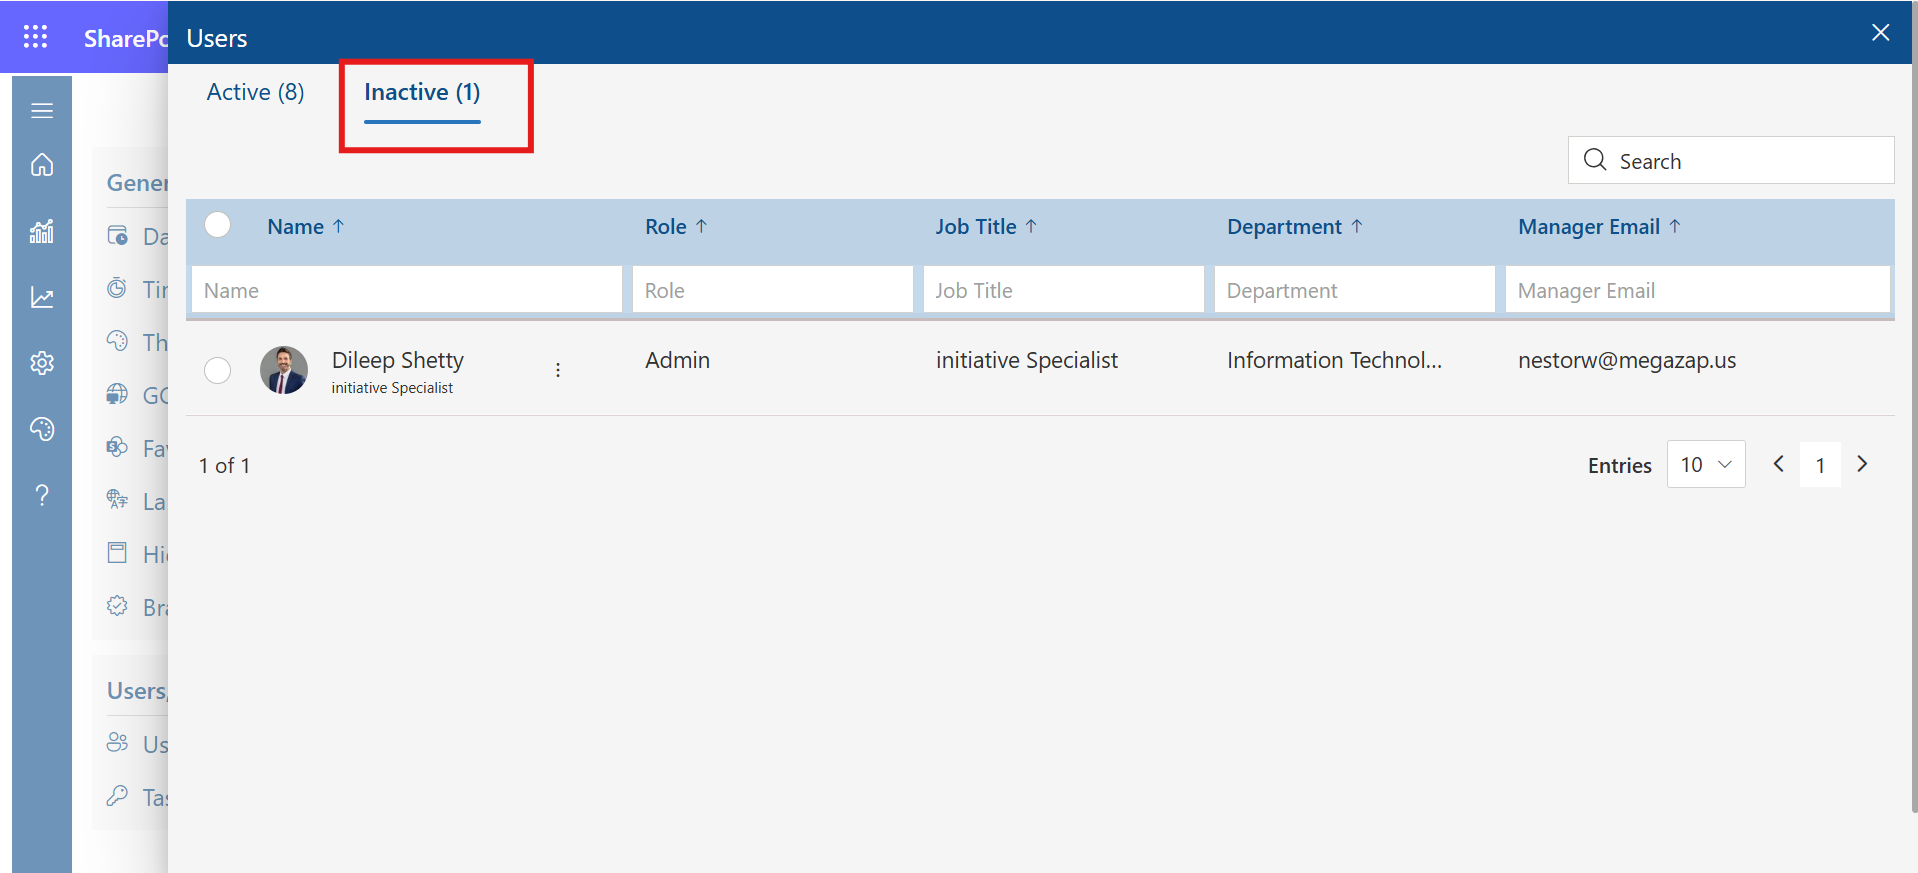 SharePo
Users
Active (8)
Inactive (1)
Search
Name ↑ Role ↑ Job Title ↑ Department ↑ Manager Email ↑
Name Role Job Title Department Manager Email
Dileep Shetty Admin initiative Specialist Information Technol... nestorw@megazap.us
initiative Specialist
1 of 1
Entries 10 1
Gener
Da
Tir
Th
GC
Fav
La
Hid
Bra
Users,
Us
Tas